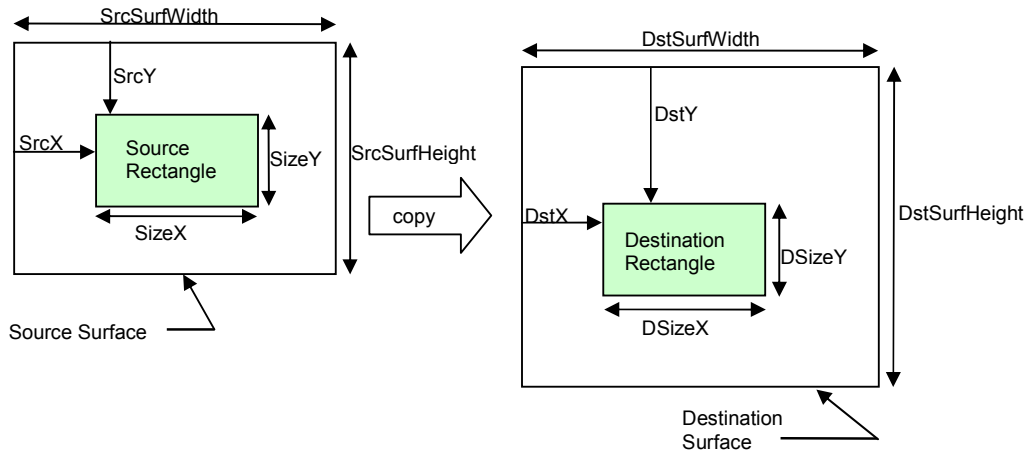 SrcSurfWidth
SrcY
SrcX
Source
Rectangle
SizeY
SizeX
SrcSurfHeight
Source Surface
copy
DstSurfWidth
DstY
DstX
Destination
Rectangle
DSizeY
DSizeX
DstSurfHeight
Destination
Surface